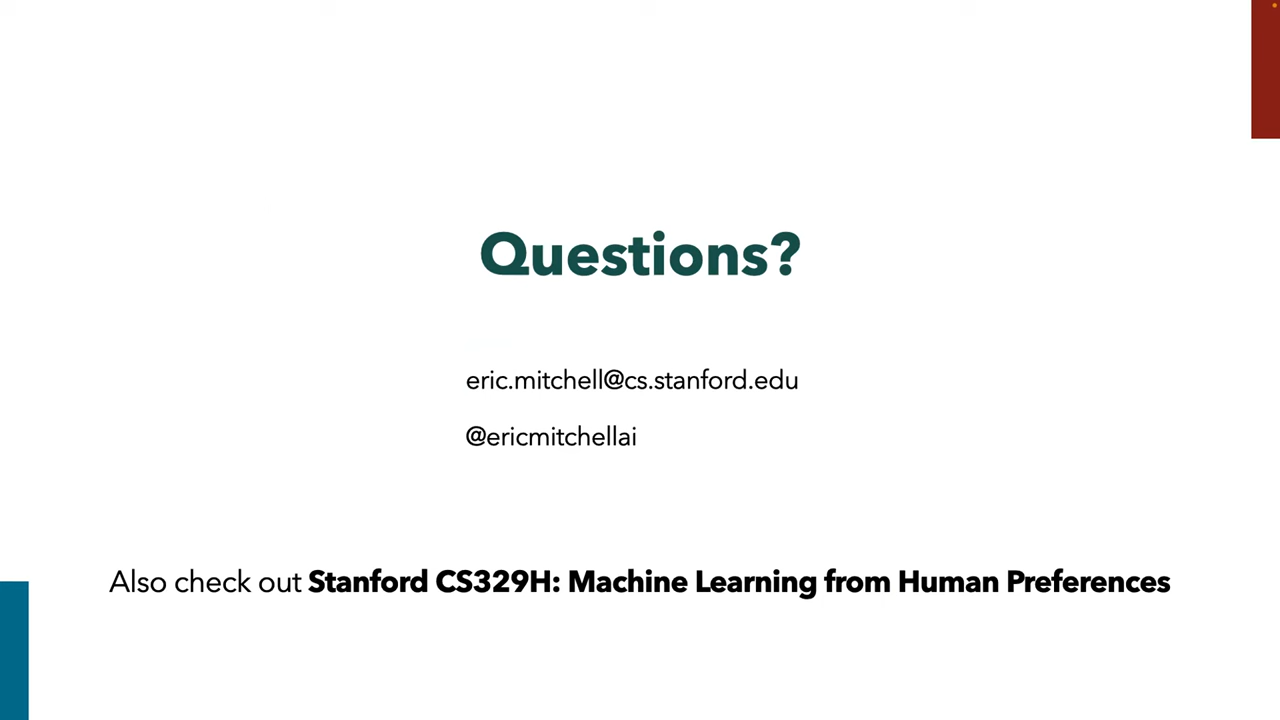 Questions?
eric.mitchell@cs.stanford.edu
@ericmitchellai
Also check out Stanford CS329H: Machine Learning from Human Preferences